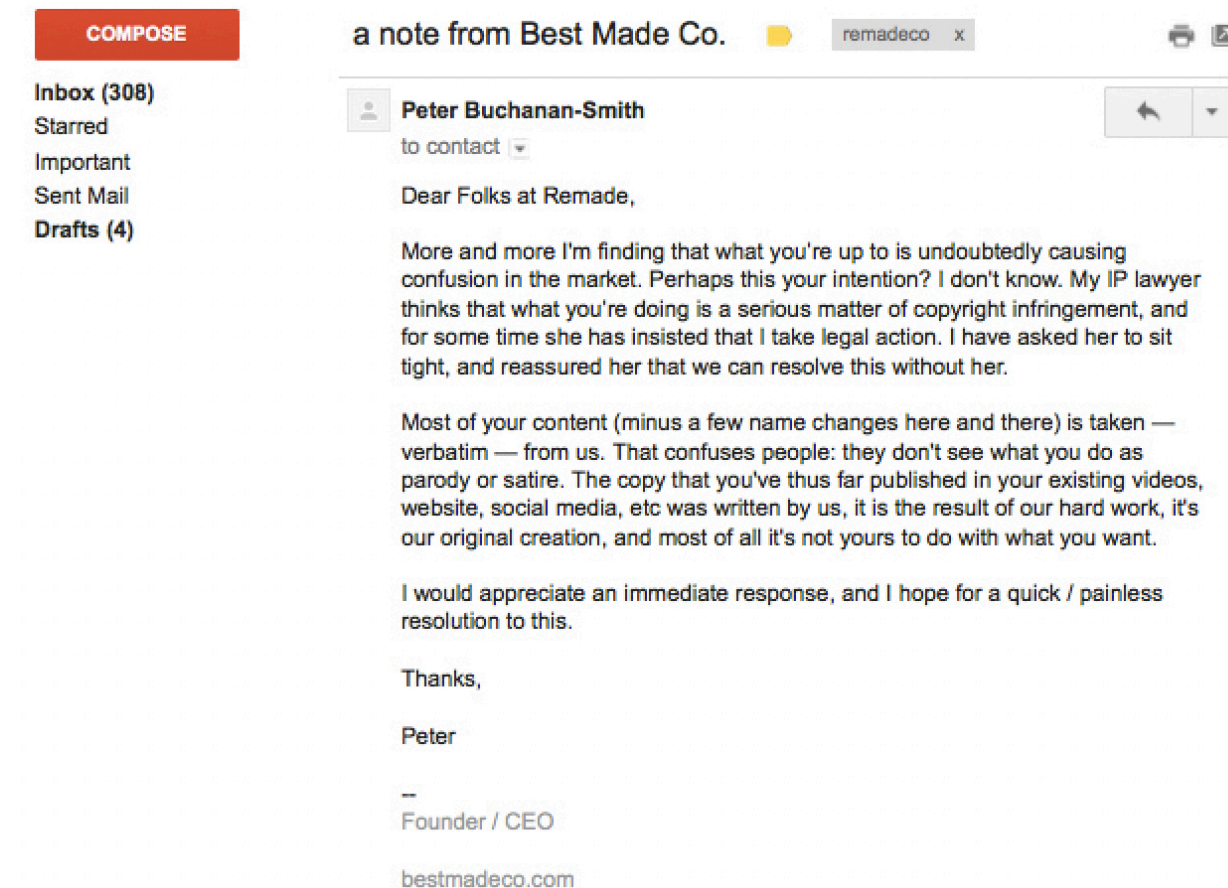 COMPOSE
Inbox (308)
Starred
Important
Sent Mail
Drafts (4)
a note from Best Made Co.
remadeco x
Peter Buchanan-Smith
to contact
Dear Folks at Remade,
More and more I'm finding that what you're up to is undoubtedly causing
confusion in the market. Perhaps this your intention? I don't know. My IP lawyer
thinks that what you're doing is a serious matter of copyright infringement, and
for some time she has insisted that I take legal action. I have asked her to sit
tight, and reassured her that we can resolve this without her.
Most of your content (minus a few name changes here and there) is taken —
verbatim — from us. That confuses people: they don't see what you do as
parody or satire. The copy that you've thus far published in your existing videos,
website, social media, etc was written by us, it is the result of our hard work, it's
our original creation, and most of all it's not yours to do with what you want.
I would appreciate an immediate response, and I hope for a quick / painless
resolution to this.
Thanks,
Peter
--
Founder / CEO
bestmadeco.com